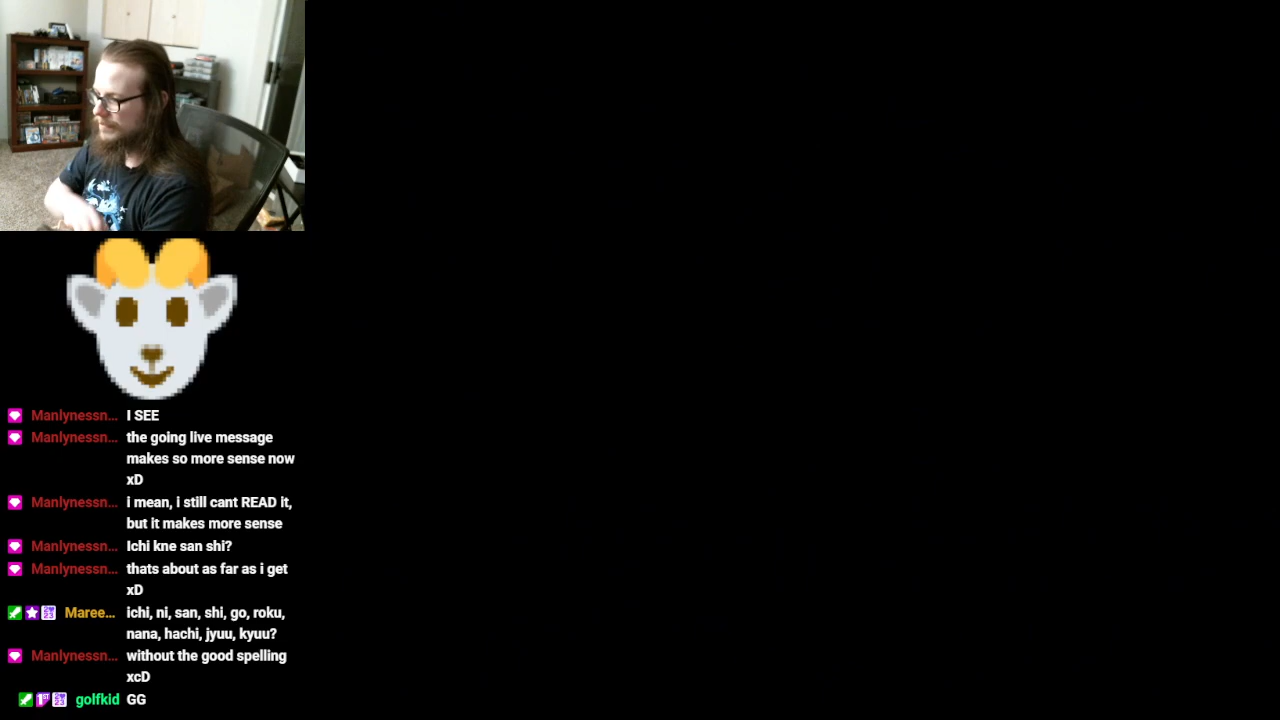 Manlynessn... I SEE
Manlynessn... the going live message
makes so more sense now
xD
Manlynessn... i mean, i still cant READ it,
but it makes more sense
Manlynessn... Ichi kne san shi?
Manlynessn... thats about as far as i get
xD
Maree... ichi, ni, san, shi, go, roku,
nana, hachi, jyuu, kyuu?
Manlynessn... without the good spelling
xcD
golfkid GG